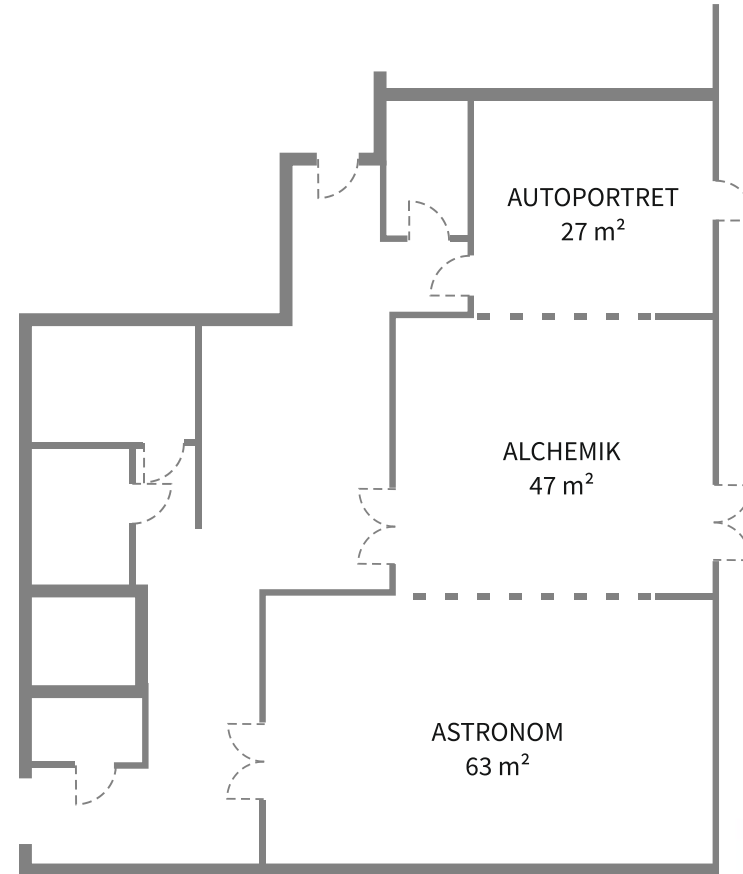 AUTOPORTRET
27 m²
ALCHEMIK
47 m²
ASTRONOM
63 m²